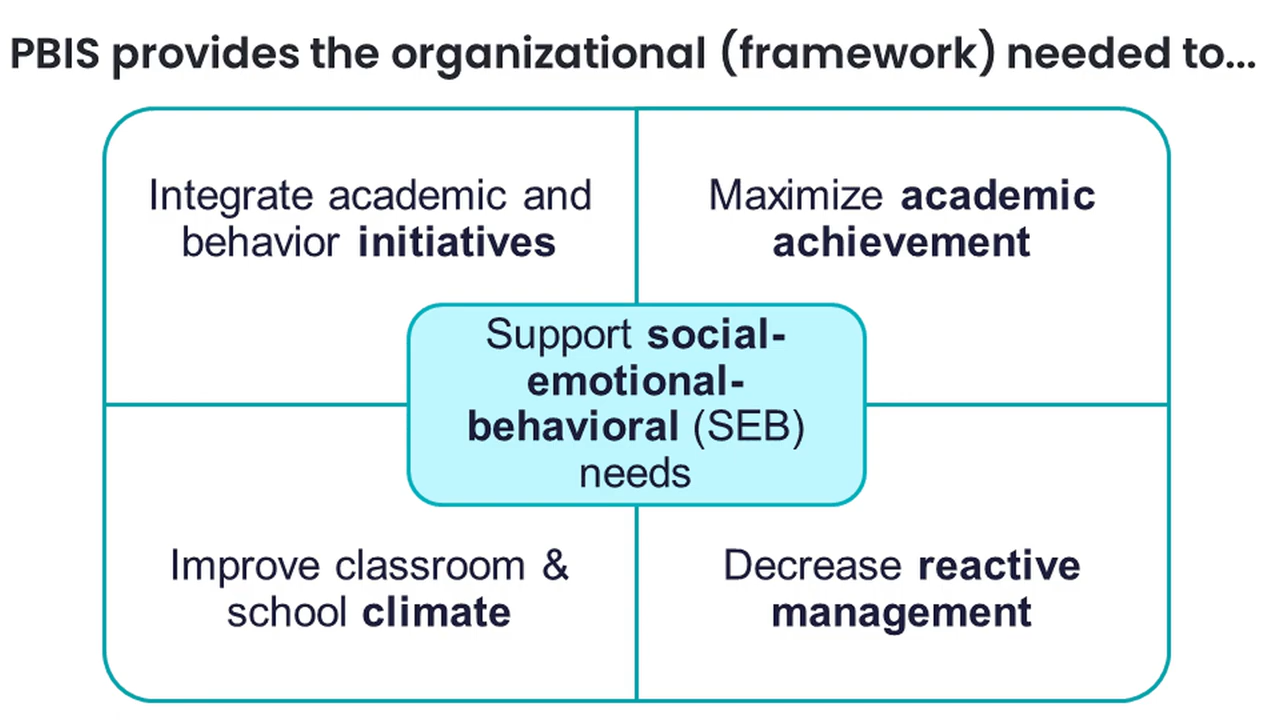 PBIS provides the organizational (framework) needed to...
Integrate academic and
behavior initiatives
Maximize academic
achievement
Support social-
emotional-
behavioral (SEB)
needs
Improve classroom &
school climate
Decrease reactive
management